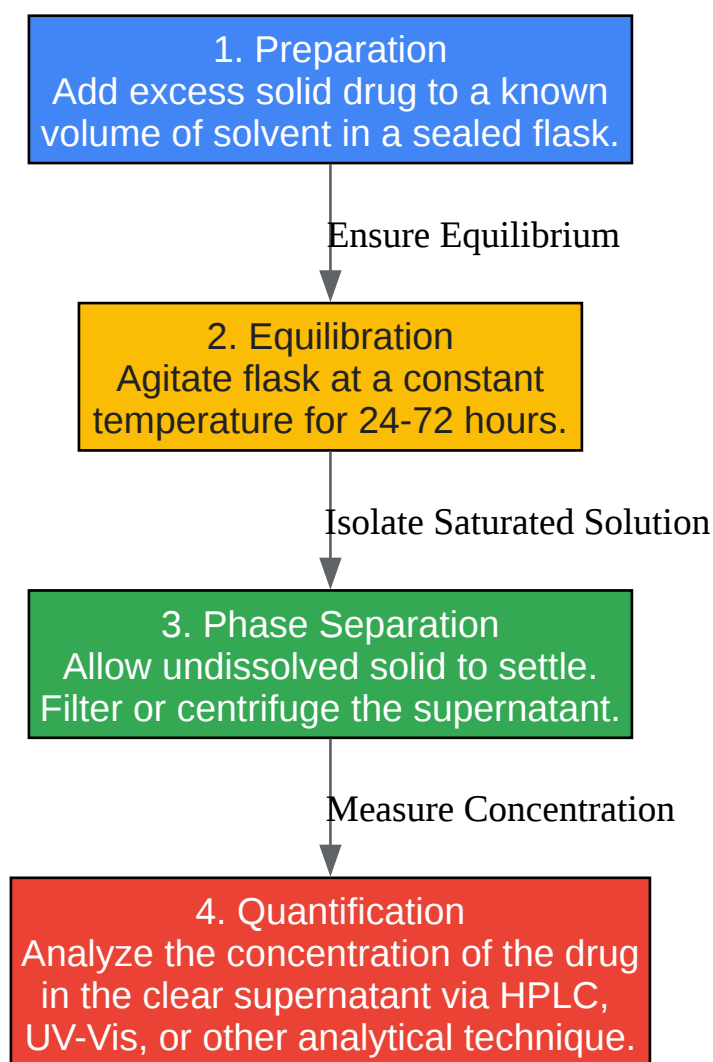 1. Preparation
Add excess solid drug to a known
volume of solvent in a sealed flask.
Ensure Equilibrium
2. Equilibration
Agitate flask at a constant
temperature for 24-72 hours.
Isolate Saturated Solution
3. Phase Separation
Allow undissolved solid to settle.
Filter or centrifuge the supernatant.
Measure Concentration
4. Quantification
Analyze the concentration of the drug
in the clear supernatant via HPLC,
UV-Vis, or other analytical technique.